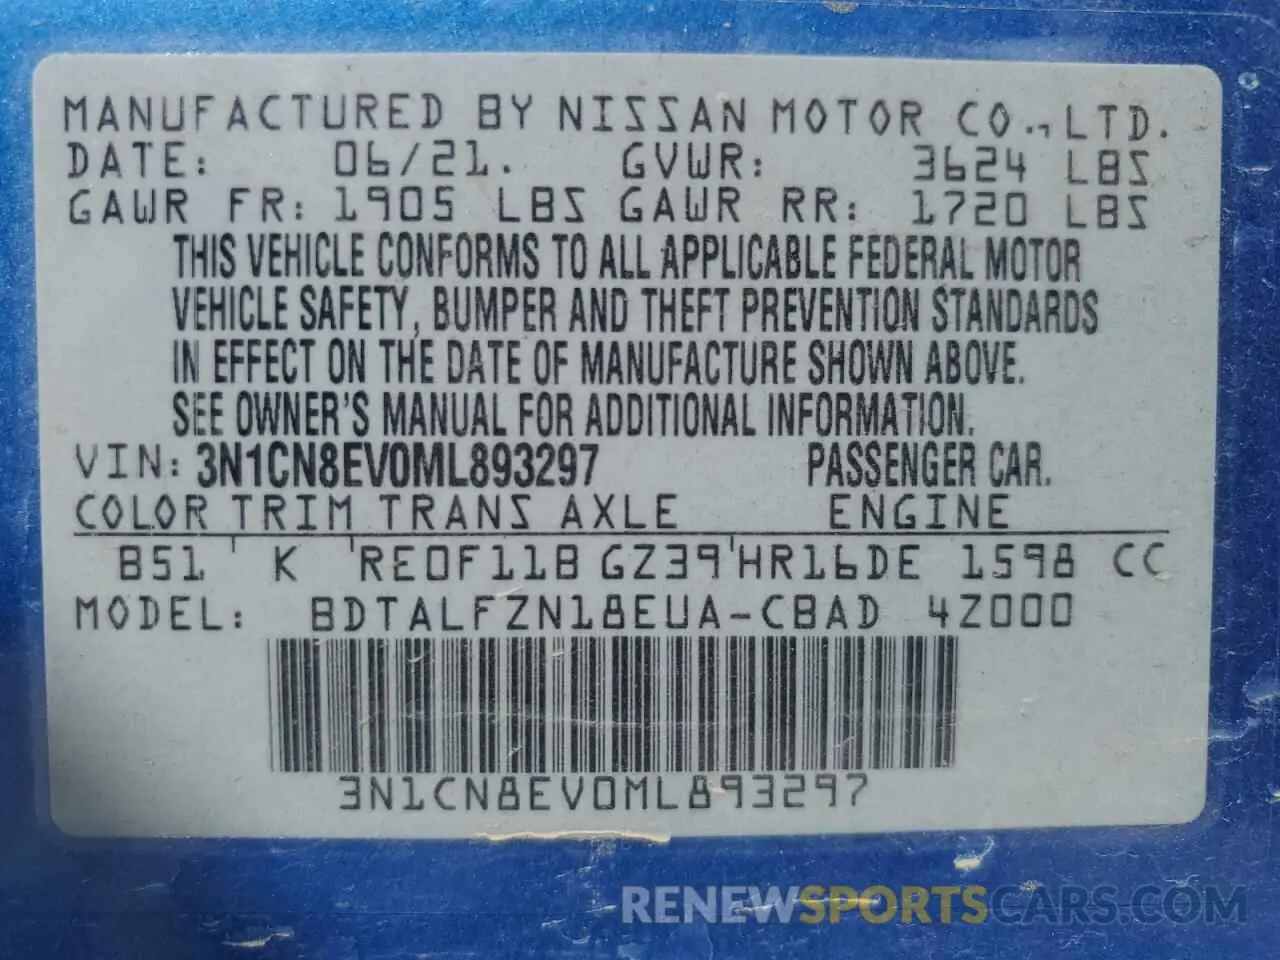 MANUFACTURED BY NISSAN MOTOR CO., LTD.
DATE: 06/21. GVWR: 3624 LBS
GAWR FR: 1905 LBS GAWR RR: 1720 LBS
THIS VEHICLE CONFORMS TO ALL APPLICABLE FEDERAL MOTOR
VEHICLE SAFETY, BUMPER AND THEFT PREVENTION STANDARDS
IN EFFECT ON THE DATE OF MANUFACTURE SHOWN ABOVE.
SEE OWNER'S MANUAL FOR ADDITIONAL INFORMATION.
VIN: 3N1CN8EV0ML893297 PASSENGER CAR.
COLOR TRIM TRANS AXLE ENGINE
B51 K RE0F11B GZ39 HR16DE 1598 CC
MODEL: BDTALFZN18EUA-CBAD 4Z000
3N1CN8EV0ML893297
RENEWSPORTSCARS.COM